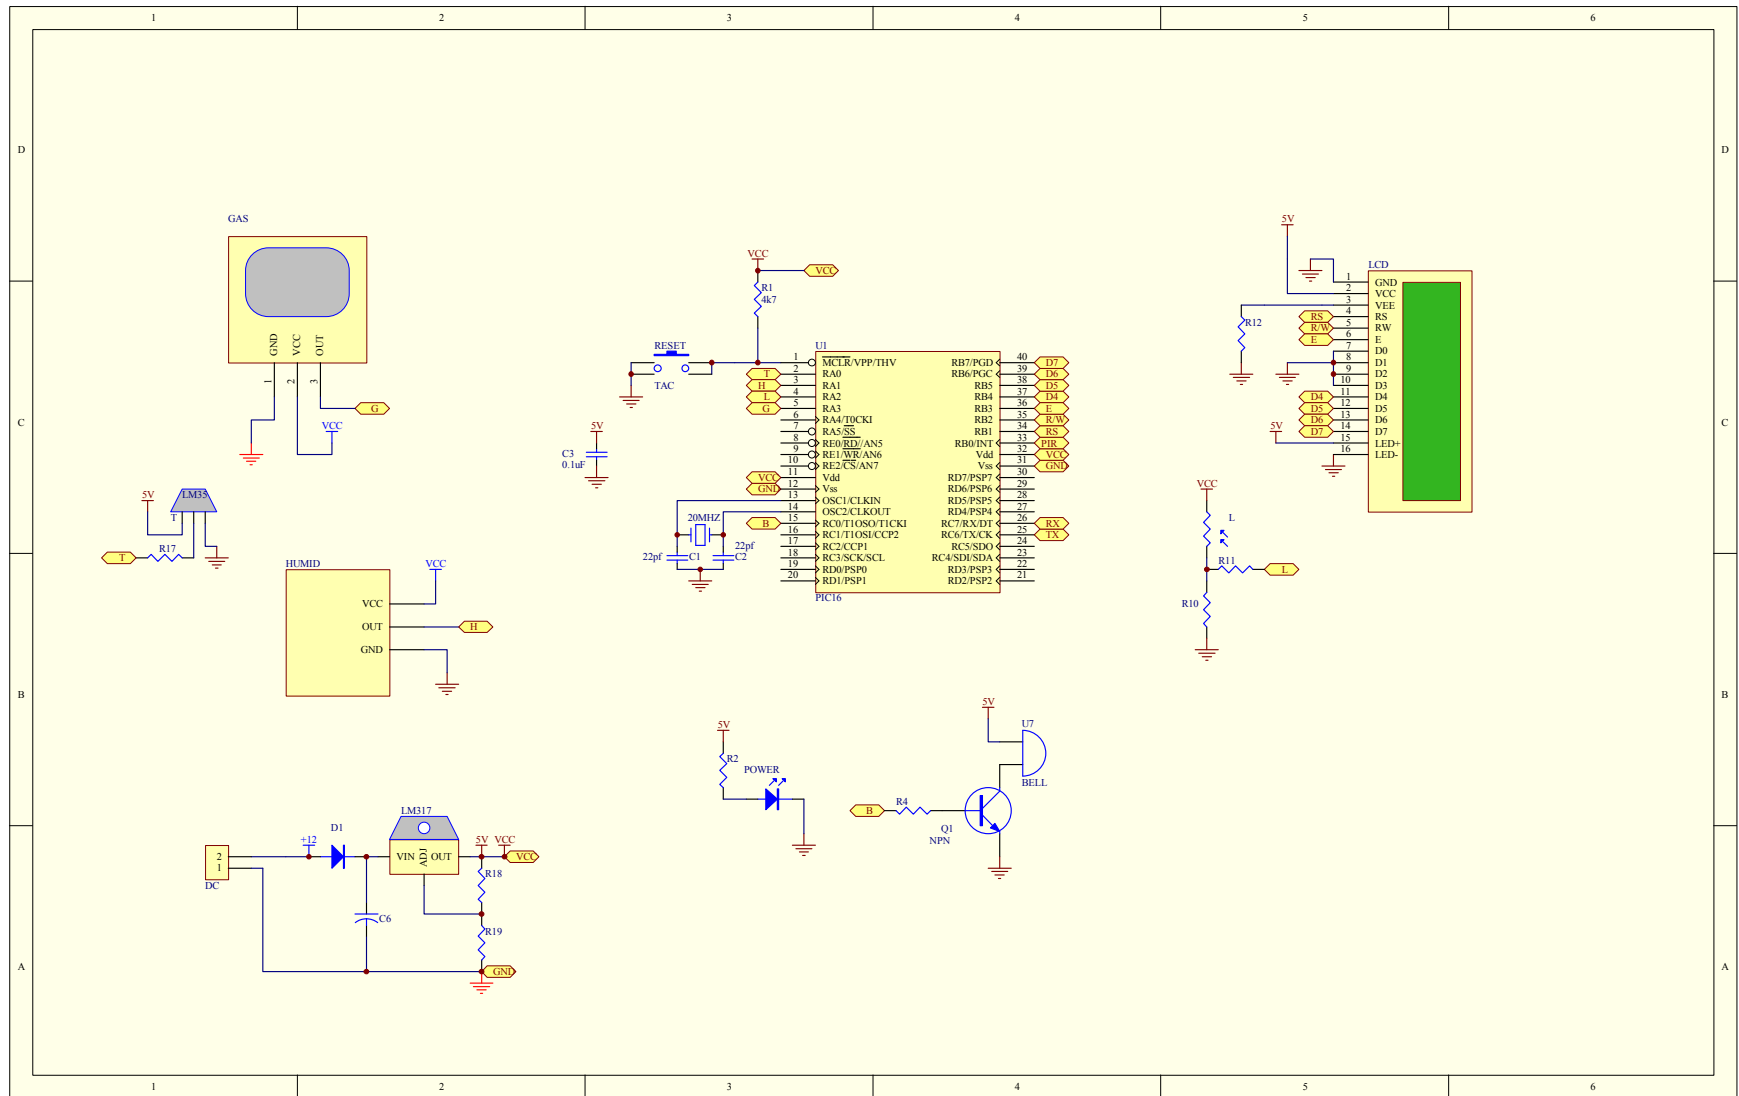 1 2 3 4 5 6
D D
C C
B B
A A
GAS
GND
VCC
OUT
1
2
3
G
VCC
5V
LM35
T
T
R17
HUMID
VCC
VCC
OUT
GND
H
DC
2
1
+12
D1
C6
LM317
VIN
ADJ
OUT
5V
VCC
VCC
R18
R19
GND
VCC
VCC
R1
4k7
RESET
TAC
5V
C3
0.1uF
20MHZ
22pf
C1
22pf
C2
U1
T
H
L
G
VCC
GND
B
1 MCLR/VPP/THV
2 RA0
3 RA1
4 RA2
5 RA3
6 RA4/T0CKI
7 RA5/SS
8 RE0/RD//AN5
9 RE1/WR/AN6
10 RE2/CS/AN7
11 Vdd
12 Vss
13 OSC1/CLKIN
14 OSC2/CLKOUT
15 RC0/T1OSO/T1CKI
16 RC1/T1OSI/CCP2
17 RC2/CCP1
18 RC3/SCK/SCL
19 RD0/PSP0
20 RD1/PSP1
RB7/PGD 40 D7
RB6/PGC 39 D6
RB5 38 D5
RB4 37 D4
RB3 36 E
RB2 35 R/W
RB1 34 RS
RB0/INT 33 PIR
Vdd 32 VCC
Vss 31 GND
RD7/PSP7 30
RD6/PSP6 29
RD5/PSP5 28
RD4/PSP4 27
RC7/RX/DT 26 RX
RC6/TX/CK 25 TX
RC5/SDO 24
RC4/SDI/SDA 23
RD3/PSP3 22
RD2/PSP2 21
PIC16
5V
R2
POWER
B
R4
Q1
NPN
5V
U7
BELL
5V
LCD
R12
1 GND
2 VCC
3 VEE
RS 4 RS
R/W 5 RW
E 6 E
7 D0
8 D1
9 D2
10 D3
D4 11 D4
D5 12 D5
D6 13 D6
D7 14 D7
5V 15 LED+
16 LED-
VCC
L
R11
L
R10
1 2 3 4 5 6